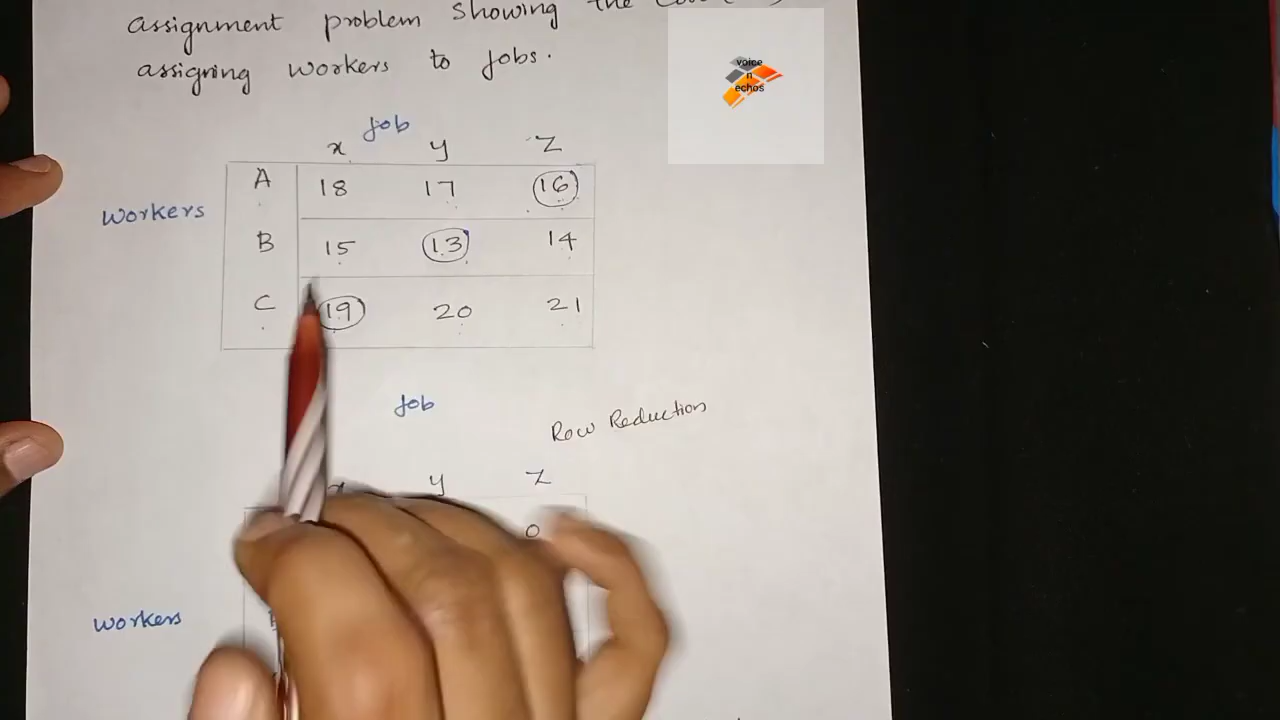 assignment problem showing the
assigning workers to jobs.
voice
n
echos
Job
x y z
A 18 17 16
Workers
B 15 13 14
C 19 20 21
Job
Row Reduction
x y z
0
workers